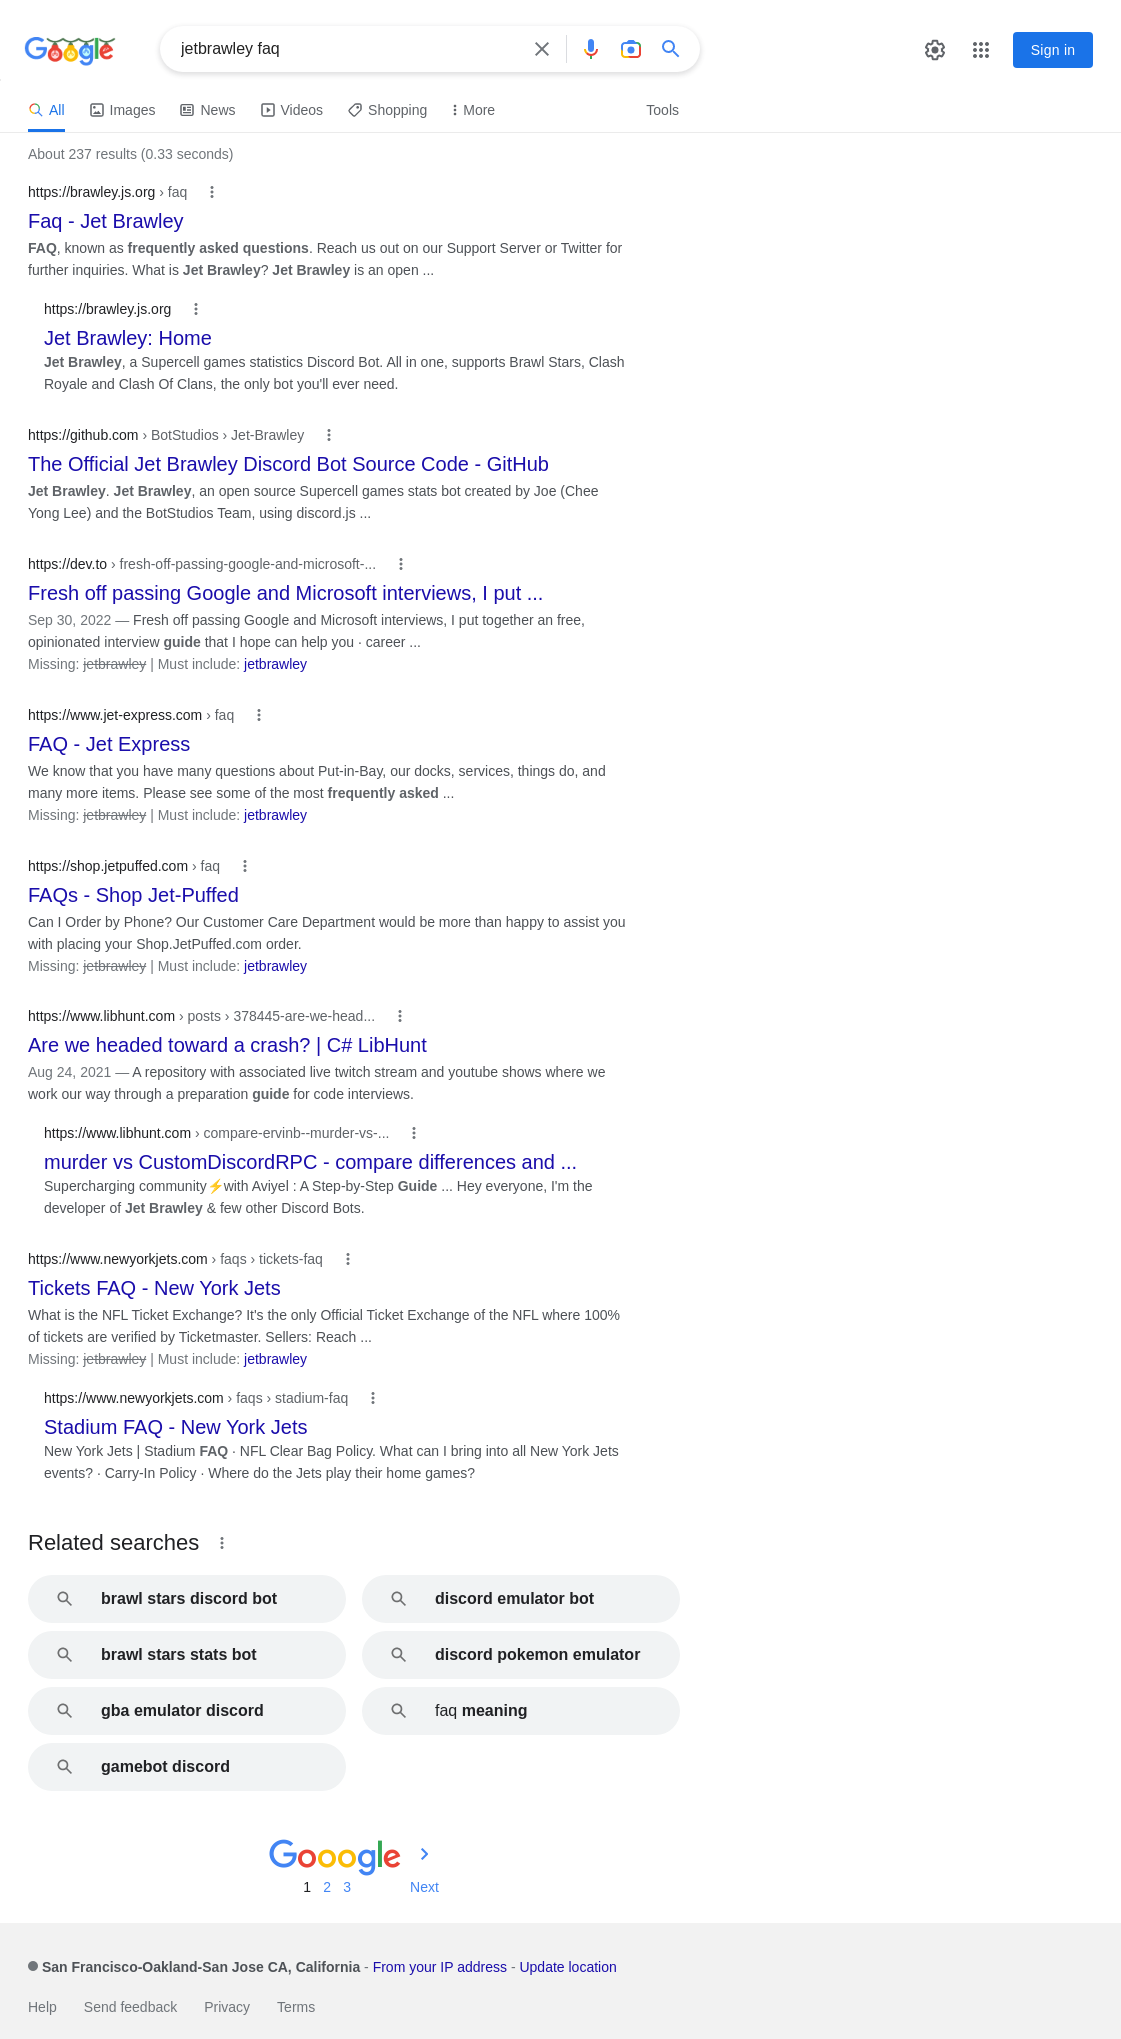 Google
jetbrawley faq
Sign in
All Images News Videos Shopping More Tools
About 237 results (0.33 seconds)
https://brawley.js.org › faq
Faq - Jet Brawley
FAQ, known as frequently asked questions. Reach us out on our Support Server or Twitter for
further inquiries. What is Jet Brawley? Jet Brawley is an open ...
https://brawley.js.org
Jet Brawley: Home
Jet Brawley, a Supercell games statistics Discord Bot. All in one, supports Brawl Stars, Clash
Royale and Clash Of Clans, the only bot you'll ever need.
https://github.com › BotStudios › Jet-Brawley
The Official Jet Brawley Discord Bot Source Code - GitHub
Jet Brawley. Jet Brawley, an open source Supercell games stats bot created by Joe (Chee
Yong Lee) and the BotStudios Team, using discord.js ...
https://dev.to › fresh-off-passing-google-and-microsoft-...
Fresh off passing Google and Microsoft interviews, I put ...
Sep 30, 2022 — Fresh off passing Google and Microsoft interviews, I put together an free,
opinionated interview guide that I hope can help you · career ...
Missing: jetbrawley | Must include: jetbrawley
https://www.jet-express.com › faq
FAQ - Jet Express
We know that you have many questions about Put-in-Bay, our docks, services, things do, and
many more items. Please see some of the most frequently asked ...
Missing: jetbrawley | Must include: jetbrawley
https://shop.jetpuffed.com › faq
FAQs - Shop Jet-Puffed
Can I Order by Phone? Our Customer Care Department would be more than happy to assist you
with placing your Shop.JetPuffed.com order.
Missing: jetbrawley | Must include: jetbrawley
https://www.libhunt.com › posts › 378445-are-we-head...
Are we headed toward a crash? | C# LibHunt
Aug 24, 2021 — A repository with associated live twitch stream and youtube shows where we
work our way through a preparation guide for code interviews.
https://www.libhunt.com › compare-ervinb--murder-vs-...
murder vs CustomDiscordRPC - compare differences and ...
Supercharging community⚡with Aviyel : A Step-by-Step Guide ... Hey everyone, I'm the
developer of Jet Brawley & few other Discord Bots.
https://www.newyorkjets.com › faqs › tickets-faq
Tickets FAQ - New York Jets
What is the NFL Ticket Exchange? It's the only Official Ticket Exchange of the NFL where 100%
of tickets are verified by Ticketmaster. Sellers: Reach ...
Missing: jetbrawley | Must include: jetbrawley
https://www.newyorkjets.com › faqs › stadium-faq
Stadium FAQ - New York Jets
New York Jets | Stadium FAQ · NFL Clear Bag Policy. What can I bring into all New York Jets
events? · Carry-In Policy · Where do the Jets play their home games?
Related searches
brawl stars discord bot
discord emulator bot
brawl stars stats bot
discord pokemon emulator
gba emulator discord
faq meaning
gamebot discord
Gooogle
1 2 3 Next
San Francisco-Oakland-San Jose CA, California - From your IP address - Update location
Help Send feedback Privacy Terms